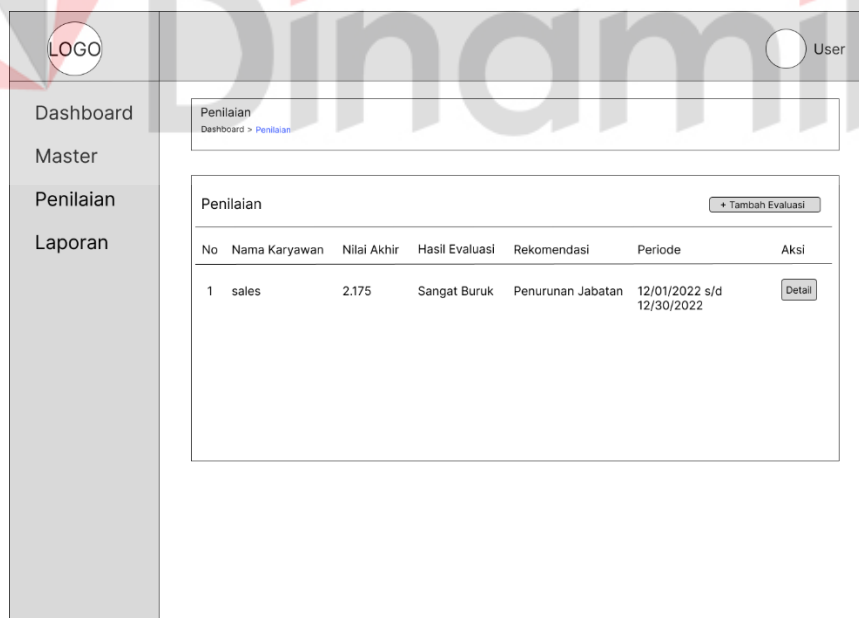 Dinami
LOGO
User
Dashboard
Master
Penilaian
Laporan
Penilaian
Dashboard > Penilaian
Penilaian
+ Tambah Evaluasi
No Nama Karyawan Nilai Akhir Hasil Evaluasi Rekomendasi Periode Aksi
1 sales 2.175 Sangat Buruk Penurunan Jabatan 12/01/2022 s/d Detail
12/30/2022